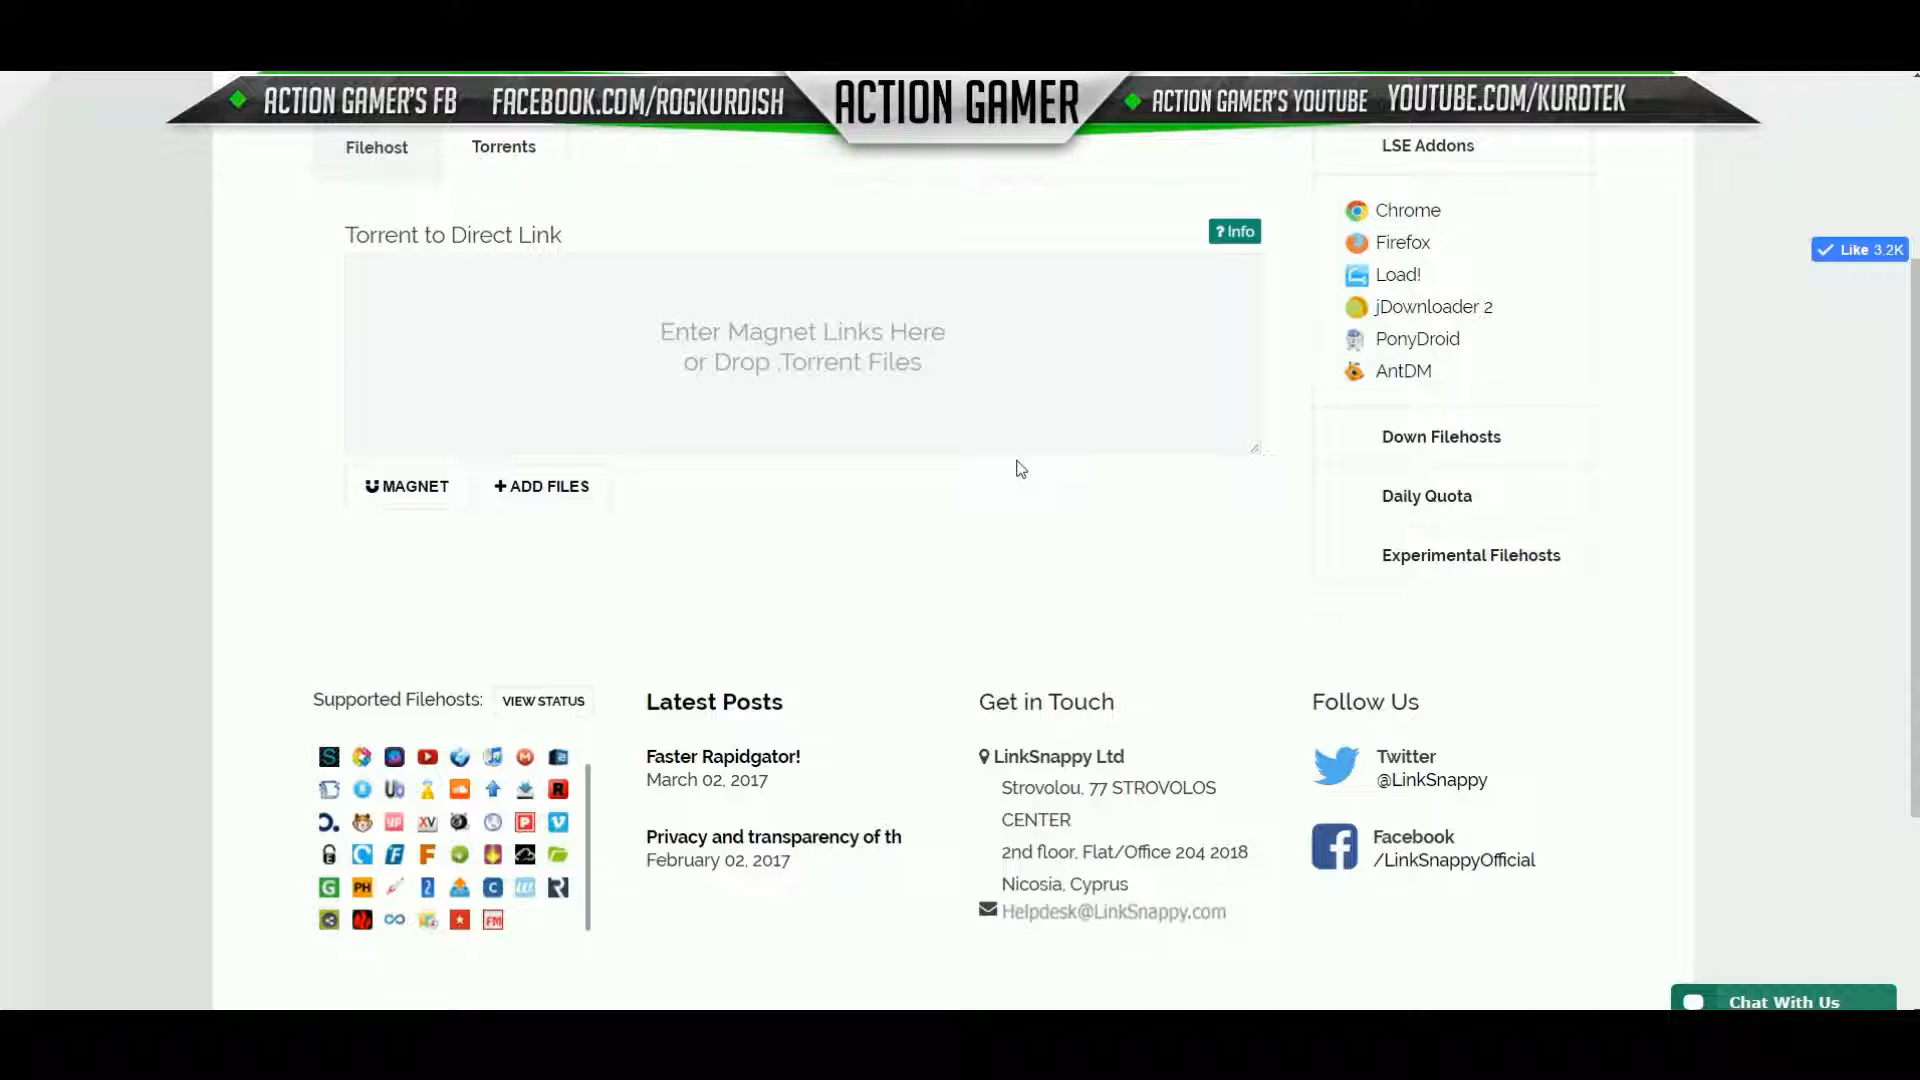 ACTION GAMER'S FB FACEBOOK.COM/ROGKURDISH ACTION GAMER ACTION GAMER'S YOUTUBE YOUTUBE.COM/KURDTEK
Filehost Torrents
Torrent to Direct Link
? Info
Enter Magnet Links Here
or Drop .Torrent Files
MAGNET + ADD FILES
LSE Addons
Chrome
Firefox
Load!
jDownloader 2
PonyDroid
AntDM
Down Filehosts
Daily Quota
Experimental Filehosts
Like 3.2K
Supported Filehosts: VIEW STATUS
Latest Posts
Faster Rapidgator!
March 02, 2017
Privacy and transparency of th
February 02, 2017
Get in Touch
LinkSnappy Ltd
Strovolou, 77 STROVOLOS
CENTER
2nd floor, Flat/Office 204 2018
Nicosia, Cyprus
Helpdesk@LinkSnappy.com
Follow Us
Twitter
@LinkSnappy
Facebook
/LinkSnappyOfficial
Chat With Us